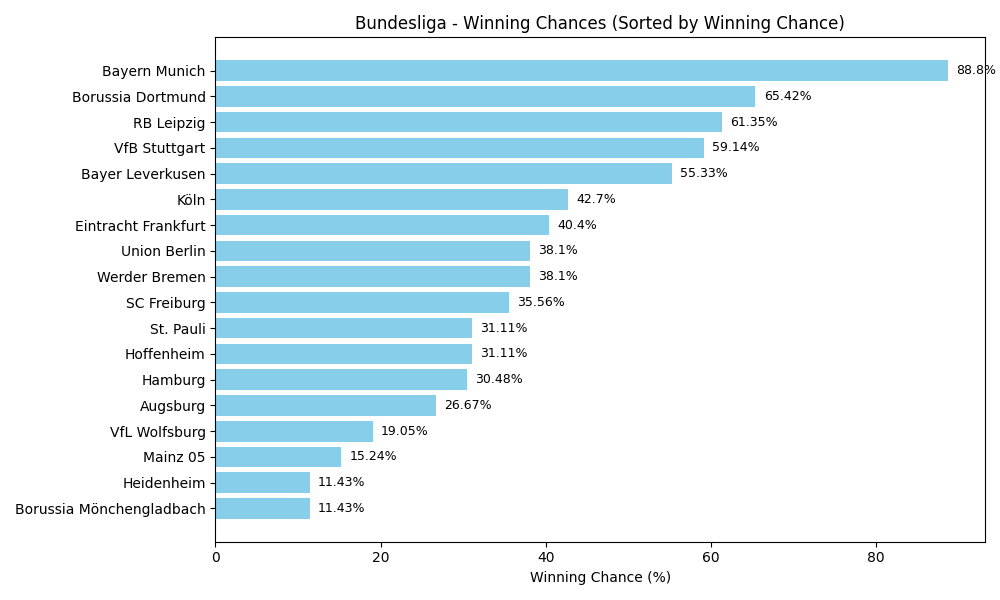 Bundesliga - Winning Chances (Sorted by Winning Chance)
Bayern Munich 88.8%
Borussia Dortmund 65.42%
RB Leipzig 61.35%
VfB Stuttgart 59.14%
Bayer Leverkusen 55.33%
Köln 42.7%
Eintracht Frankfurt 40.4%
Union Berlin 38.1%
Werder Bremen 38.1%
SC Freiburg 35.56%
St. Pauli 31.11%
Hoffenheim 31.11%
Hamburg 30.48%
Augsburg 26.67%
VfL Wolfsburg 19.05%
Mainz 05 15.24%
Heidenheim 11.43%
Borussia Mönchengladbach 11.43%
0 20 40 60 80
Winning Chance (%)